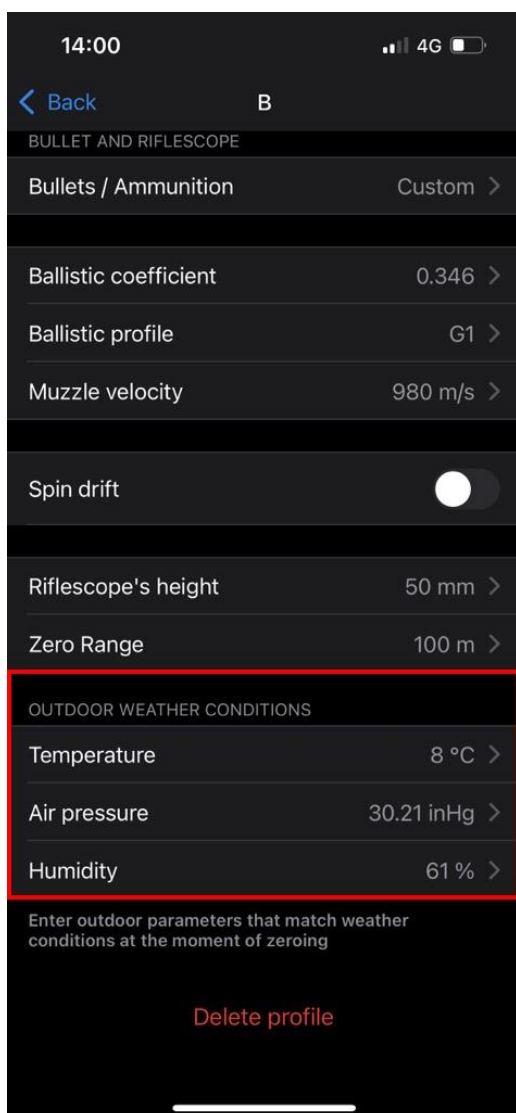 14:00
4G
Back
B
BULLET AND RIFLESCOPE
Bullets / Ammunition Custom
Ballistic coefficient 0.346
Ballistic profile G1
Muzzle velocity 980 m/s
Spin drift
Riflescope's height 50 mm
Zero Range 100 m
OUTDOOR WEATHER CONDITIONS
Temperature 8 °C
Air pressure 30.21 inHg
Humidity 61 %
Enter outdoor parameters that match weather
conditions at the moment of zeroing
Delete profile